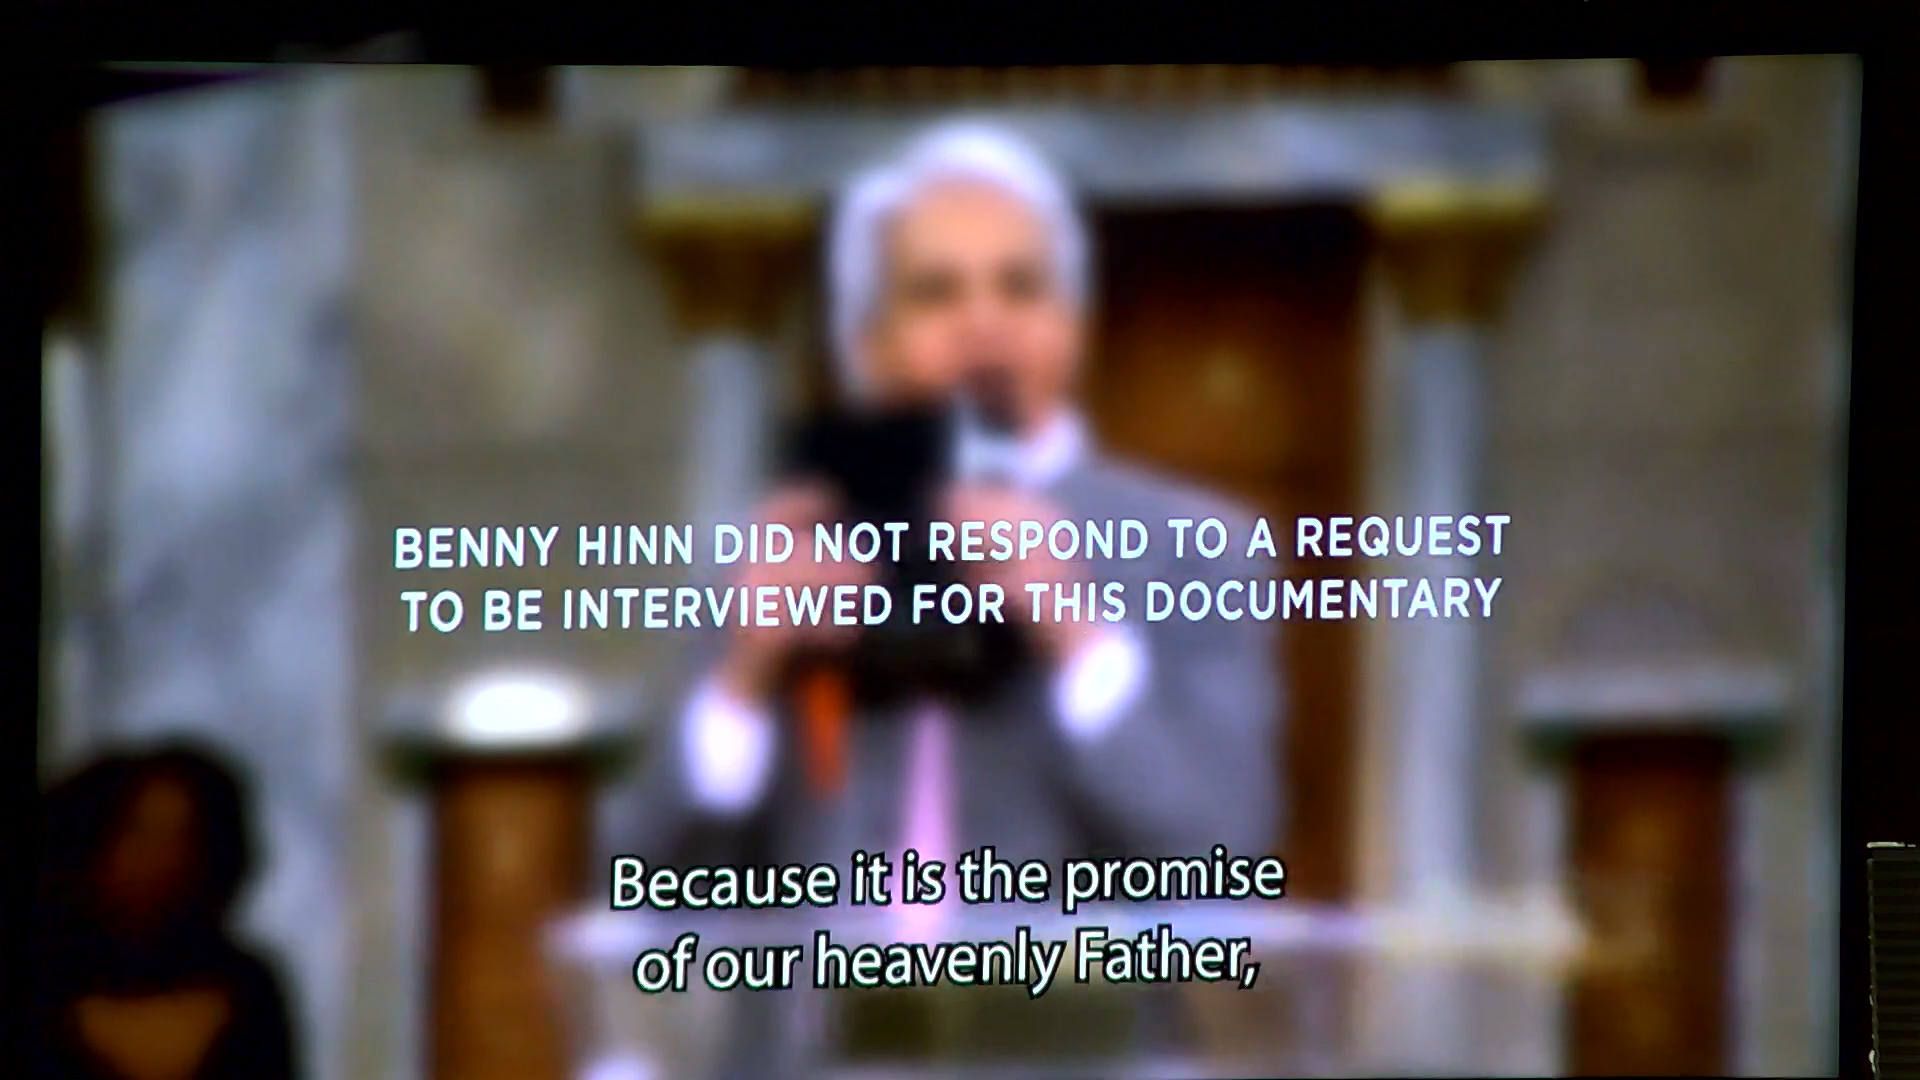 BENNY HINN DID NOT RESPOND TO A REQUEST
TO BE INTERVIEWED FOR THIS DOCUMENTARY
Because it is the promise
of our heavenly Father,